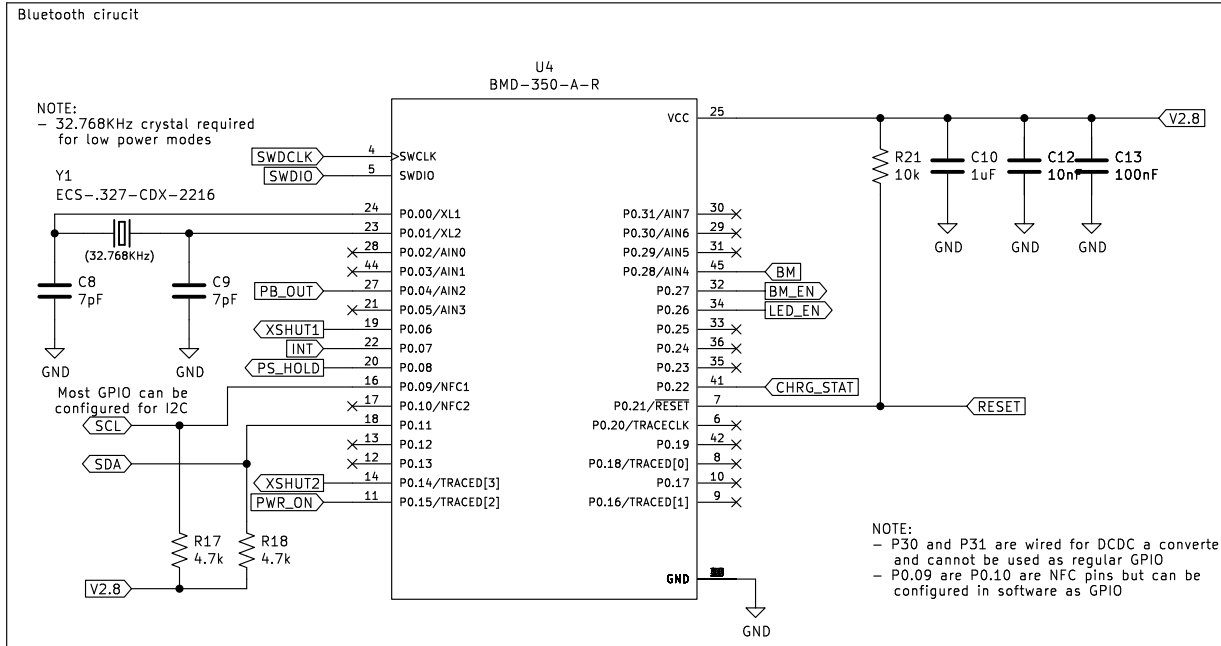 Bluetooth cirucit
U4
BMD-350-A-R
NOTE:
- 32.768KHz crystal required
for low power modes
Y1
ECS-.327-CDX-2216
(32.768KHz)
C8
7pF
C9
7pF
GND
GND
Most GPIO can be
configured for I2C
SWDCLK
4
SWCLK
SWDIO
5
SWDIO
24
P0.00/XL1
23
P0.01/XL2
28
P0.02/AIN0
44
P0.03/AIN1
PB_OUT
27
P0.04/AIN2
21
P0.05/AIN3
XSHUT1
19
P0.06
INT
22
P0.07
PS_HOLD
20
P0.08
16
P0.09/NFC1
17
P0.10/NFC2
SCL
18
P0.11
13
P0.12
SDA
12
P0.13
XSHUT2
14
P0.14/TRACED[3]
PWR_ON
11
P0.15/TRACED[2]
R17
4.7k
R18
4.7k
V2.8
VCC
25
V2.8
R21
10k
C10
1uF
C12
10nF
C13
100nF
GND
GND
GND
P0.31/AIN7
30
P0.30/AIN6
29
P0.29/AIN5
31
P0.28/AIN4
45
BM
P0.27
32
BM_EN
P0.26
34
LED_EN
P0.25
33
P0.24
36
P0.23
35
P0.22
41
CHRG_STAT
P0.21/RESET
7
RESET
P0.20/TRACECLK
6
P0.19
42
P0.18/TRACED[0]
8
P0.17
10
P0.16/TRACED[1]
9
GND
GND
NOTE:
- P30 and P31 are wired for DCDC a converte
and cannot be used as regular GPIO
- P0.09 are P0.10 are NFC pins but can be
configured in software as GPIO